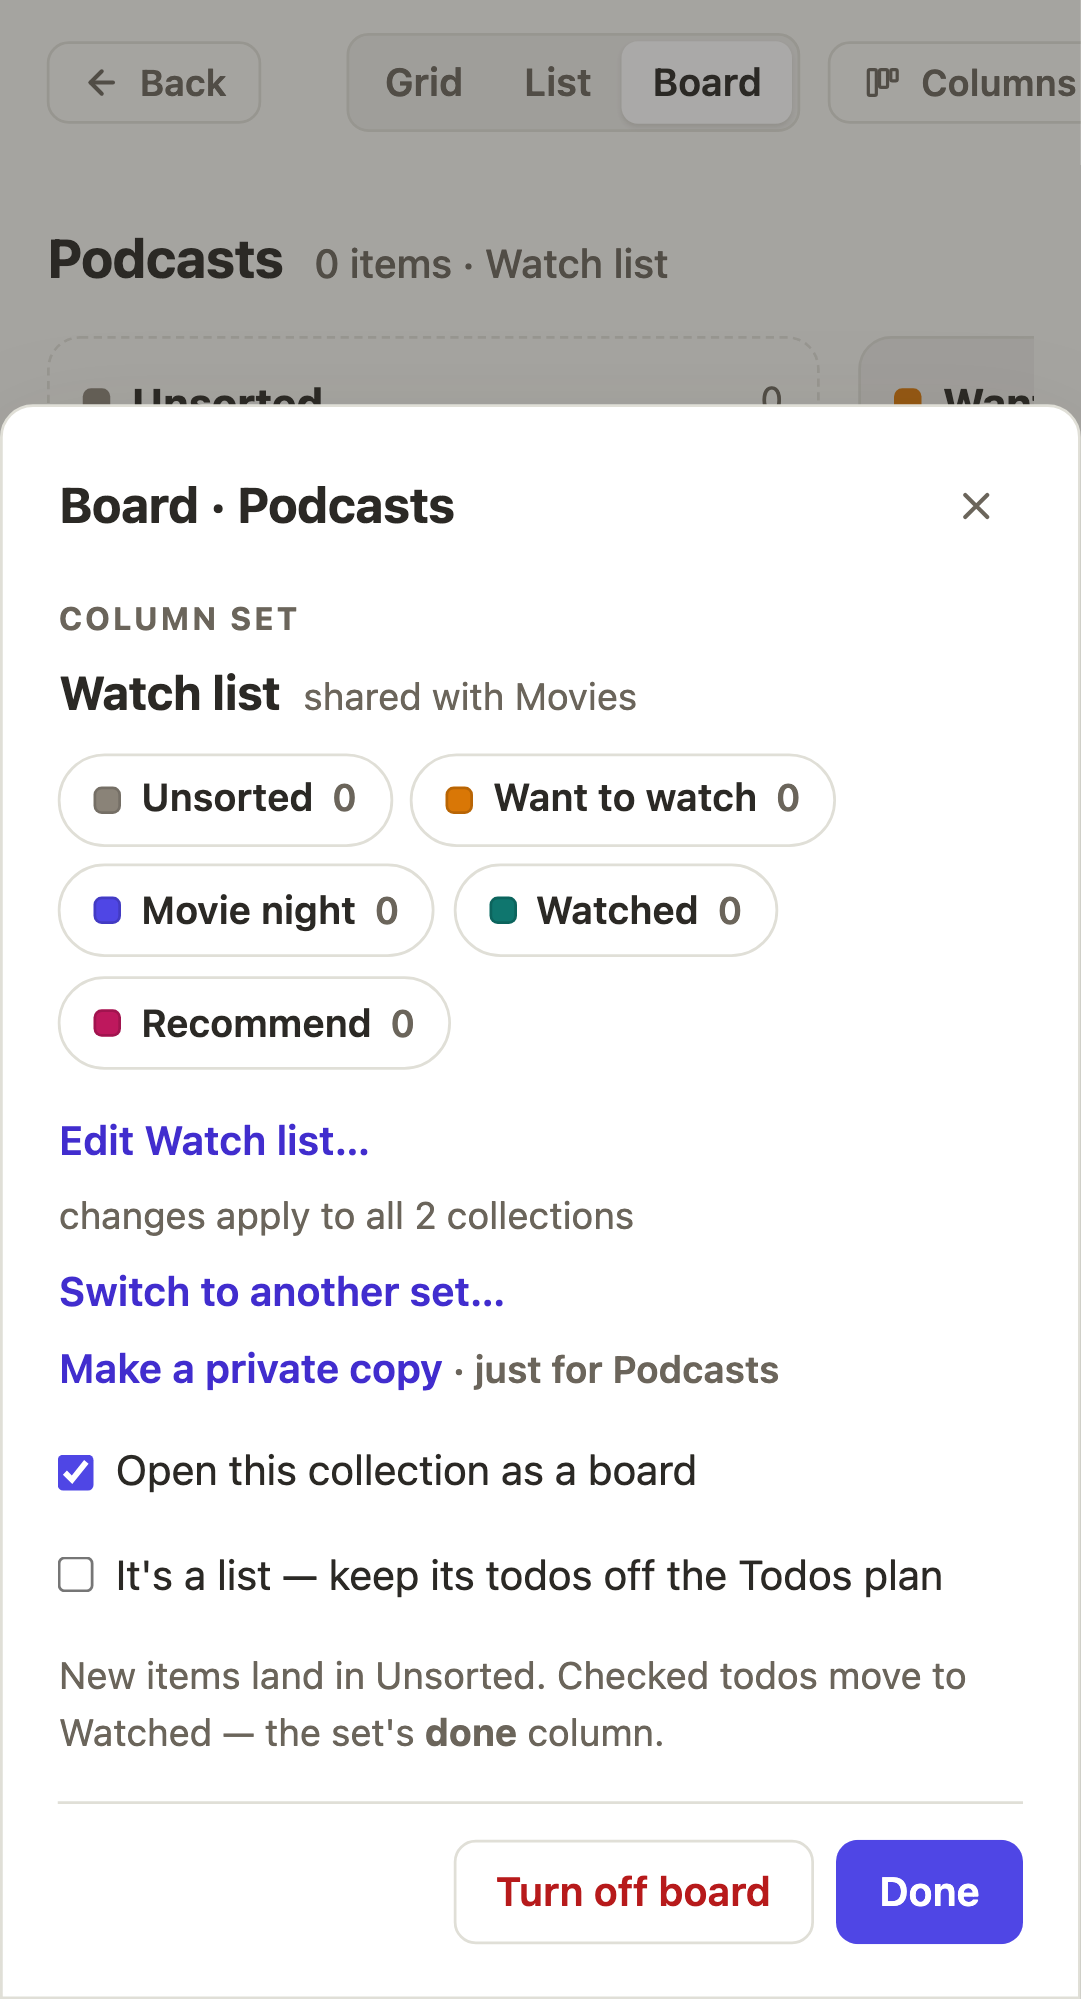 Back
Grid List Board
Columns
Podcasts 0 items · Watch list
Unsorted 0
Board · Podcasts
COLUMN SET
Watch list shared with Movies
Unsorted 0 Want to watch 0
Movie night 0 Watched 0
Recommend 0
Edit Watch list...
changes apply to all 2 collections
Switch to another set...
Make a private copy · just for Podcasts
Open this collection as a board
It's a list — keep its todos off the Todos plan
New items land in Unsorted. Checked todos move to
Watched — the set's done column.
Turn off board Done